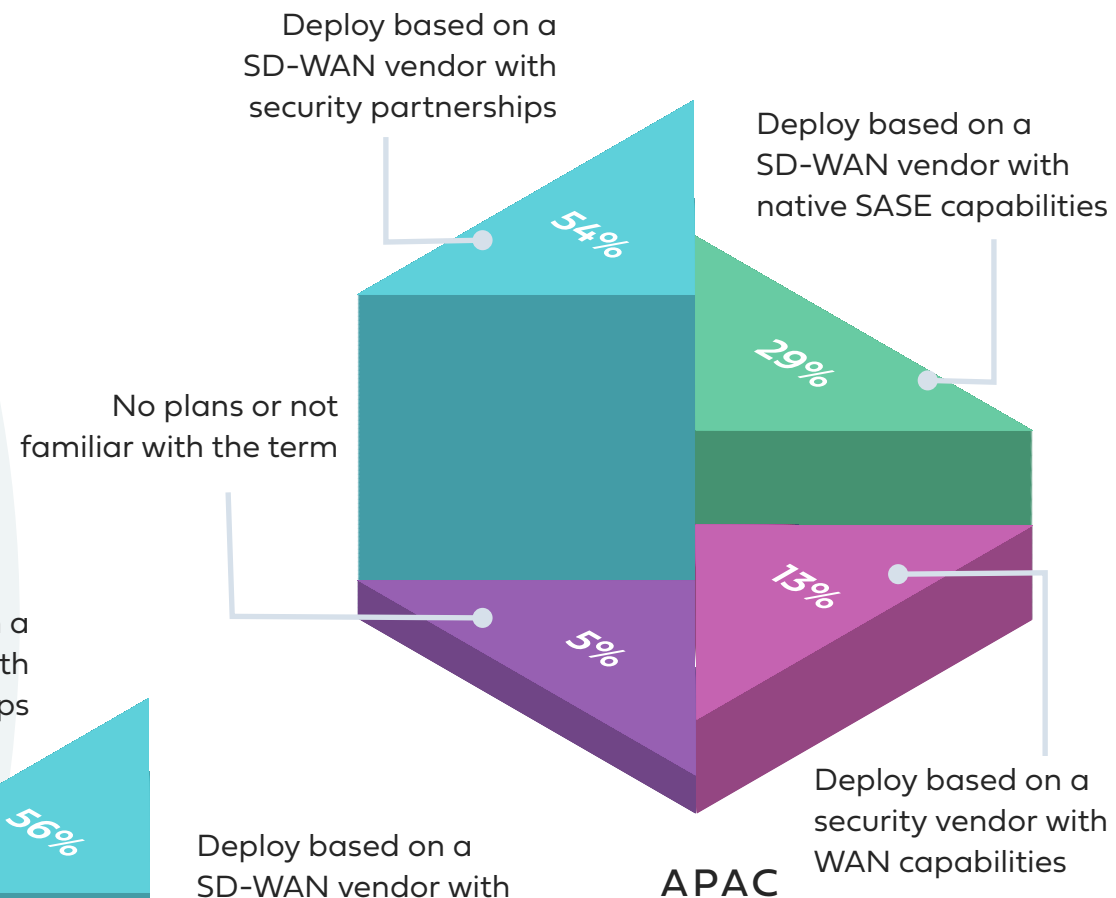 Deploy based on a
SD-WAN vendor with
security partnerships
54%
Deploy based on a
SD-WAN vendor with
native SASE capabilities
29%
No plans or not
familiar with the term
5%
13%
Deploy based on a
security vendor with
WAN capabilities
APAC
a
th
ps
56%
Deploy based on a
SD-WAN vendor with